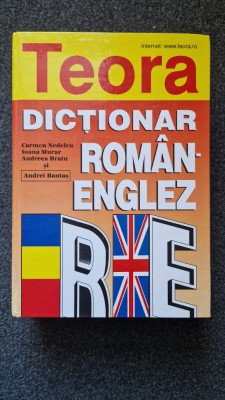 Internet: www.teora.ro
Teora
DICȚIONAR
ROMÂN-
ENGLEZ
Carmen Nedelcu
Ioana Murar
Andreea Bratu
și
Andrei Bantaș
R E